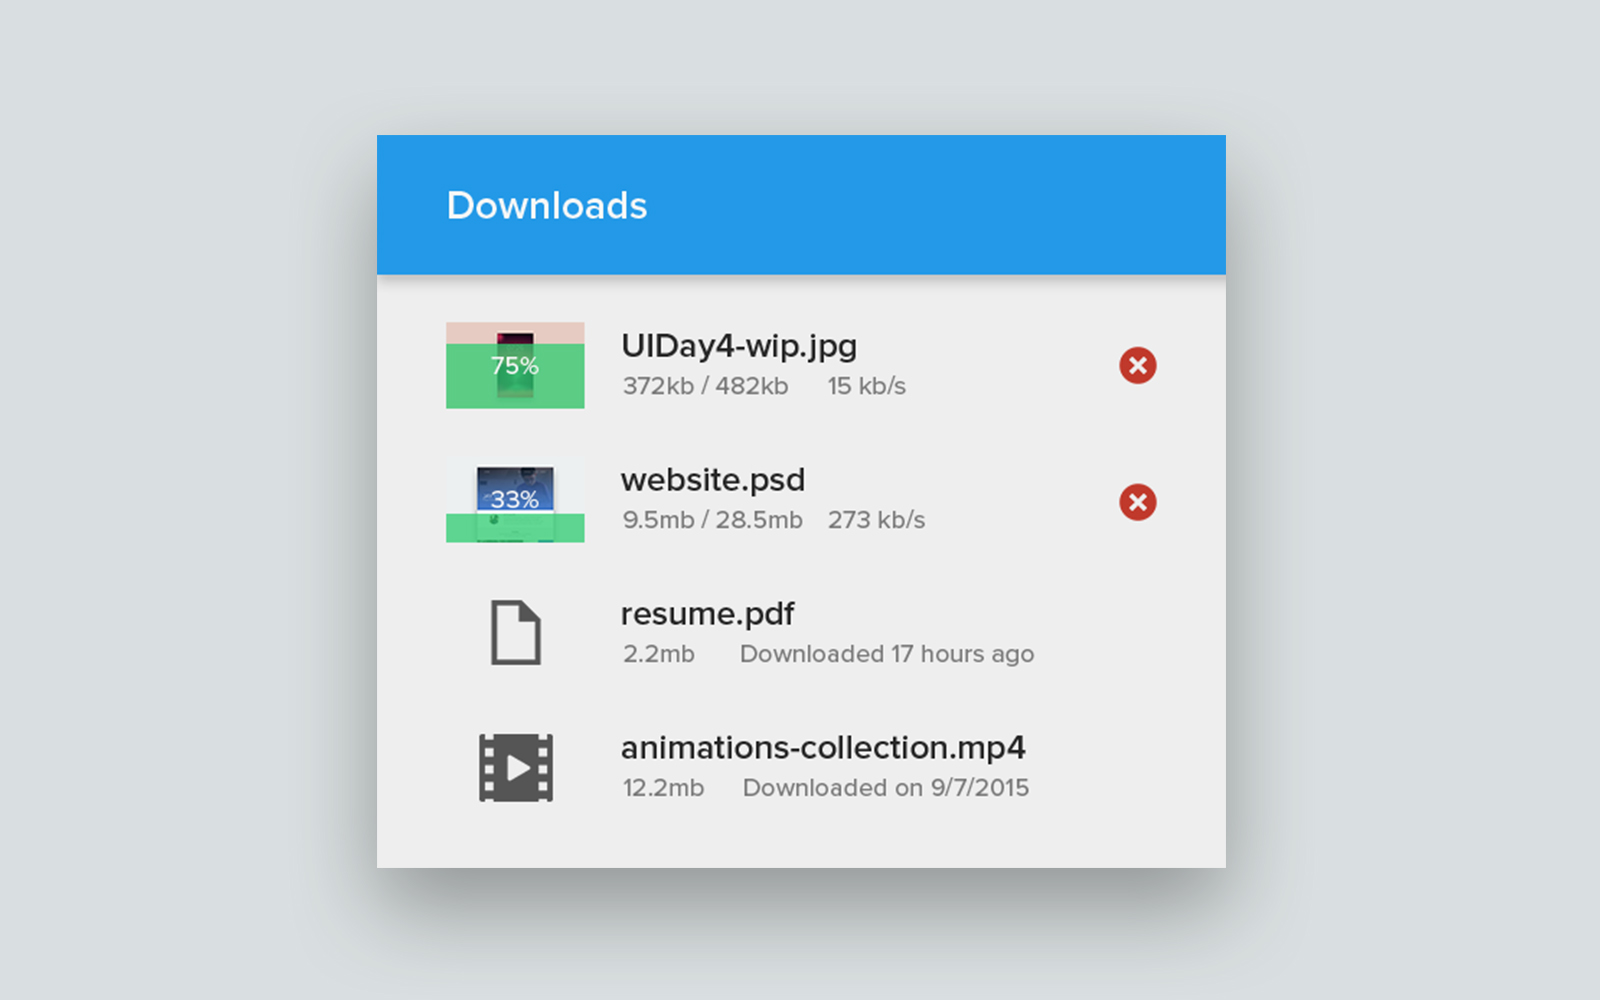 Downloads
75%
UIDay4-wip.jpg
372kb / 482kb 15 kb/s
33%
website.psd
9.5mb / 28.5mb 273 kb/s
resume.pdf
2.2mb Downloaded 17 hours ago
animations-collection.mp4
12.2mb Downloaded on 9/7/2015